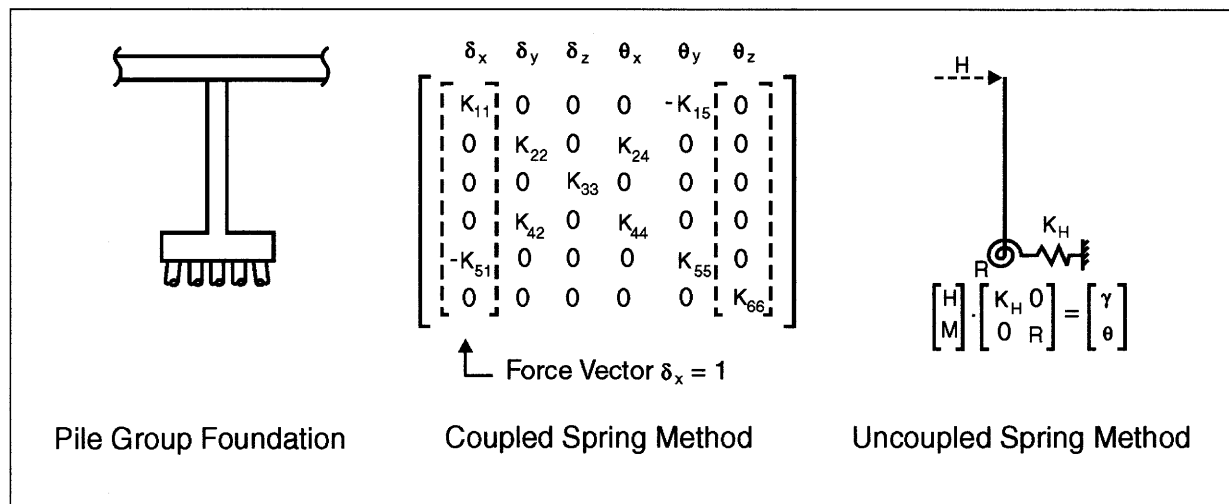 δx δy δz θx θy θz
K11 0 0 0 -K15 0
0 K22 0 K24 0 0
0 0 K33 0 0 0
0 K42 0 K44 0 0
-K51 0 0 0 K55 0
0 0 0 0 0 K66
Force Vector δx = 1
H
KH
R
[H M] · [KH 0 0 R] = [γ θ]
Pile Group Foundation
Coupled Spring Method
Uncoupled Spring Method